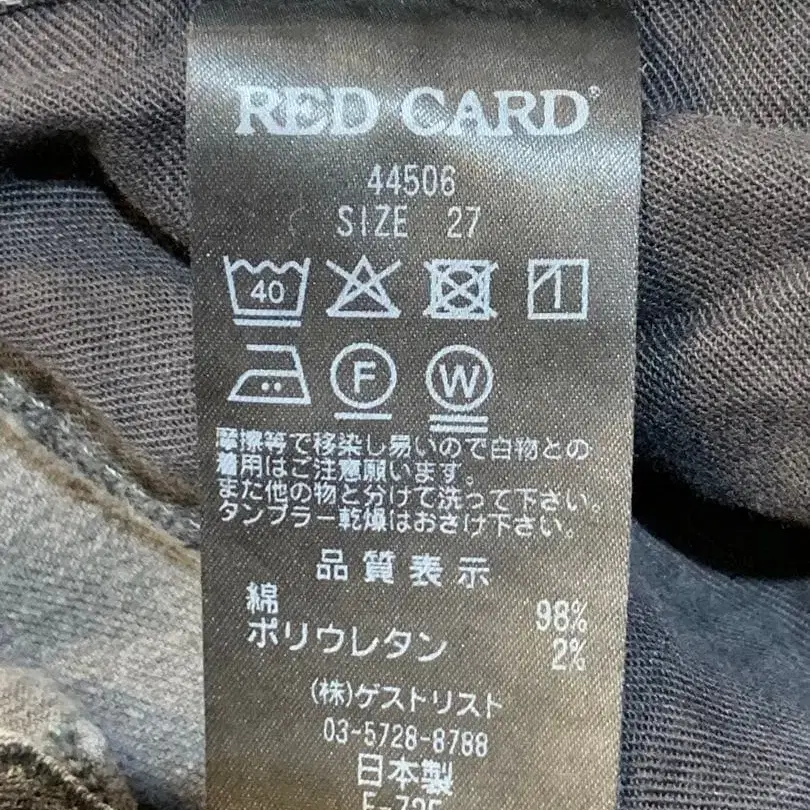 RED CARD®
44506
SIZE 27
40
F W
摩擦等で移染し易いので白物との
着用はご注意願います。
また他の物と分けて洗って下さい。
タンブラー乾燥はおさけ下さい。
品質表示
綿 98%
ポリウレタン 2%
(株)ゲストリスト
03-5728-8788
日本製